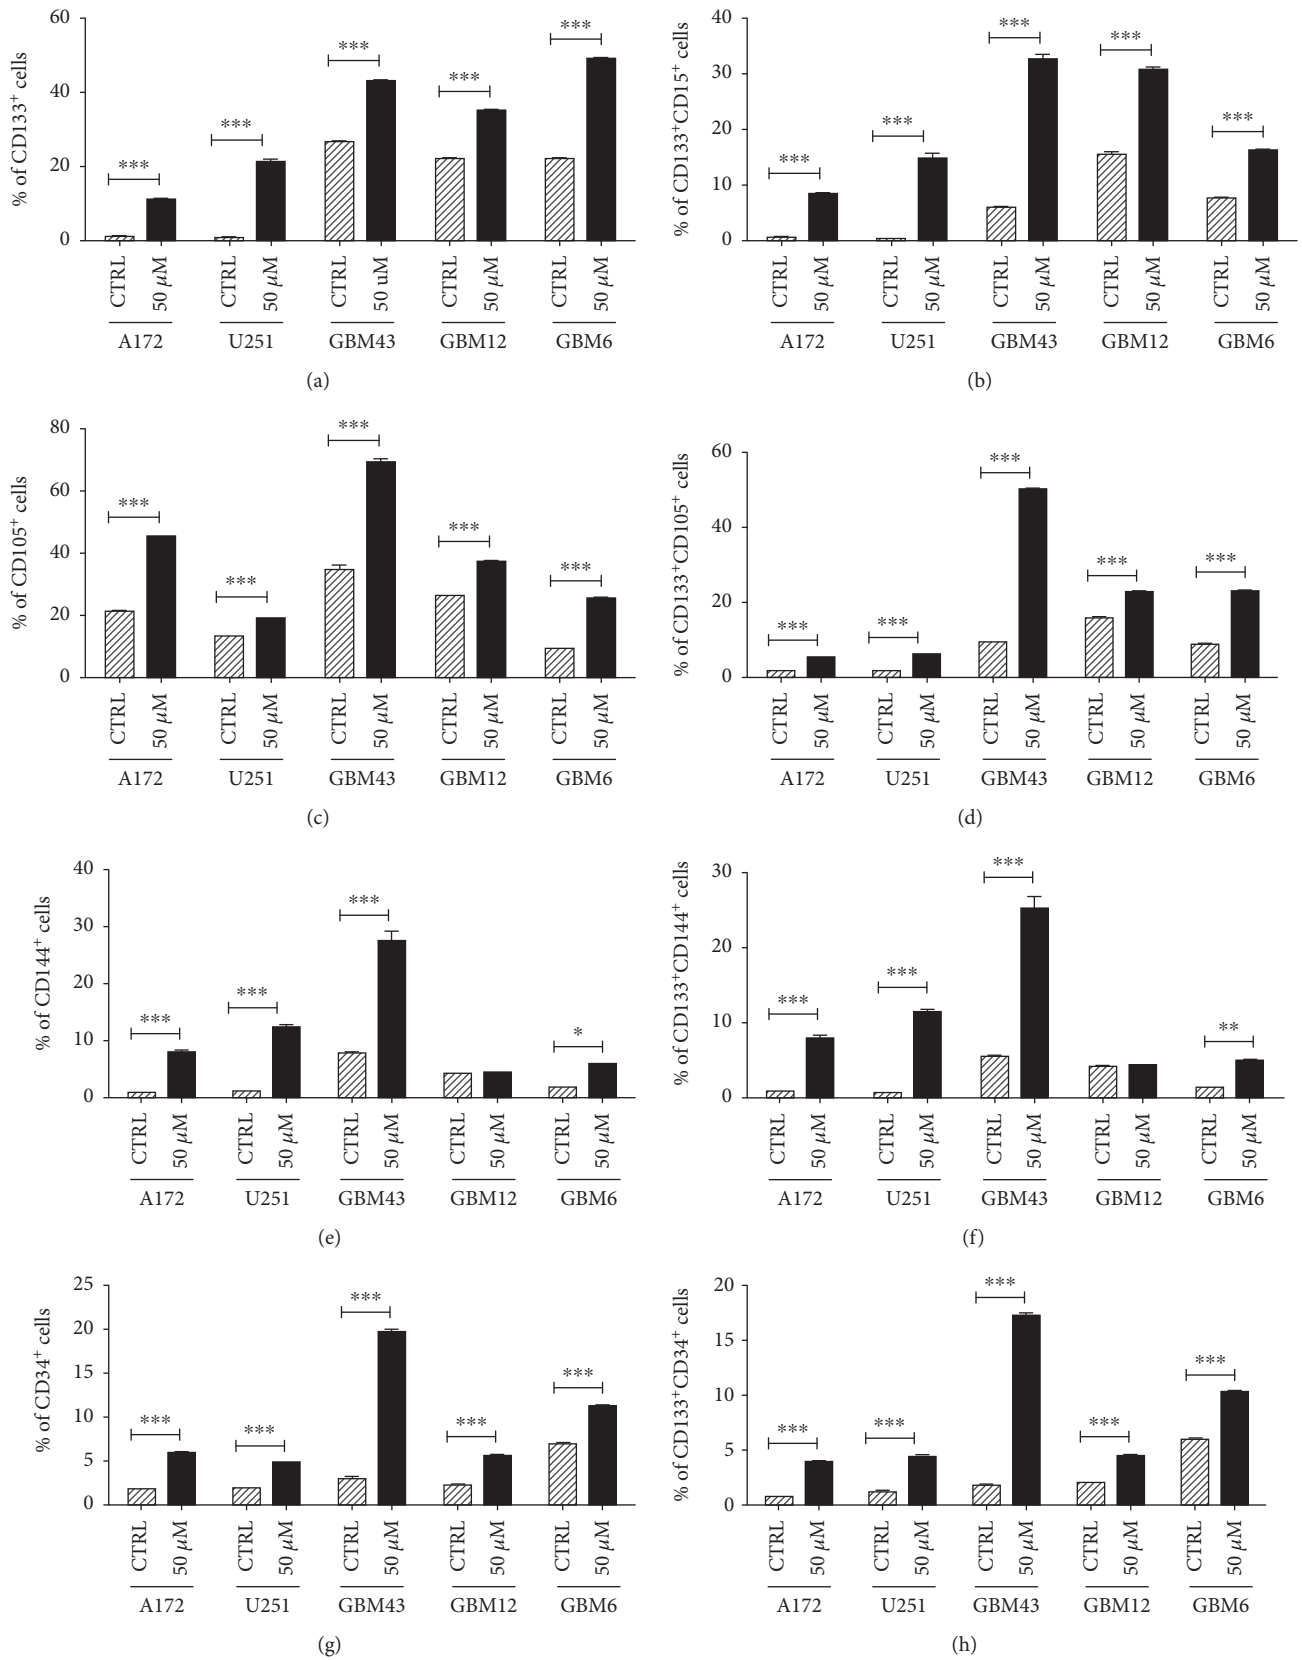 % of CD133⁺ cells
60
40
20
0
***
***
***
***
***
CTRL
50 µM
CTRL
50 µM
CTRL
50 uM
CTRL
50 µM
CTRL
50 µM
A172 U251 GBM43 GBM12 GBM6
(a)
% of CD133⁺CD15⁺ cells
40
30
20
10
0
***
***
***
***
***
CTRL
50 µM
CTRL
50 µM
CTRL
50 µM
CTRL
50 µM
CTRL
50 µM
A172 U251 GBM43 GBM12 GBM6
(b)
% of CD105⁺ cells
80
60
40
20
0
***
***
***
***
***
CTRL
50 µM
CTRL
50 µM
CTRL
50 µM
CTRL
50 µM
CTRL
50 µM
A172 U251 GBM43 GBM12 GBM6
(c)
% of CD133⁺CD105⁺ cells
60
40
20
0
***
***
***
***
***
CTRL
50 µM
CTRL
50 µM
CTRL
50 µM
CTRL
50 µM
CTRL
50 µM
A172 U251 GBM43 GBM12 GBM6
(d)
% of CD144⁺ cells
40
30
20
10
0
***
***
***
*
CTRL
50 µM
CTRL
50 µM
CTRL
50 µM
CTRL
50 µM
CTRL
50 µM
A172 U251 GBM43 GBM12 GBM6
(e)
% of CD133⁺CD144⁺ cells
30
20
10
0
***
***
***
**
CTRL
50 µM
CTRL
50 µM
CTRL
50 µM
CTRL
50 µM
CTRL
50 µM
A172 U251 GBM43 GBM12 GBM6
(f)
% of CD34⁺ cells
25
20
15
10
5
0
***
***
***
***
***
CTRL
50 µM
CTRL
50 µM
CTRL
50 µM
CTRL
50 µM
CTRL
50 µM
A172 U251 GBM43 GBM12 GBM6
(g)
% of CD133⁺CD34⁺ cells
20
15
10
5
0
***
***
***
***
***
CTRL
50 µM
CTRL
50 µM
CTRL
50 µM
CTRL
50 µM
CTRL
50 µM
A172 U251 GBM43 GBM12 GBM6
(h)